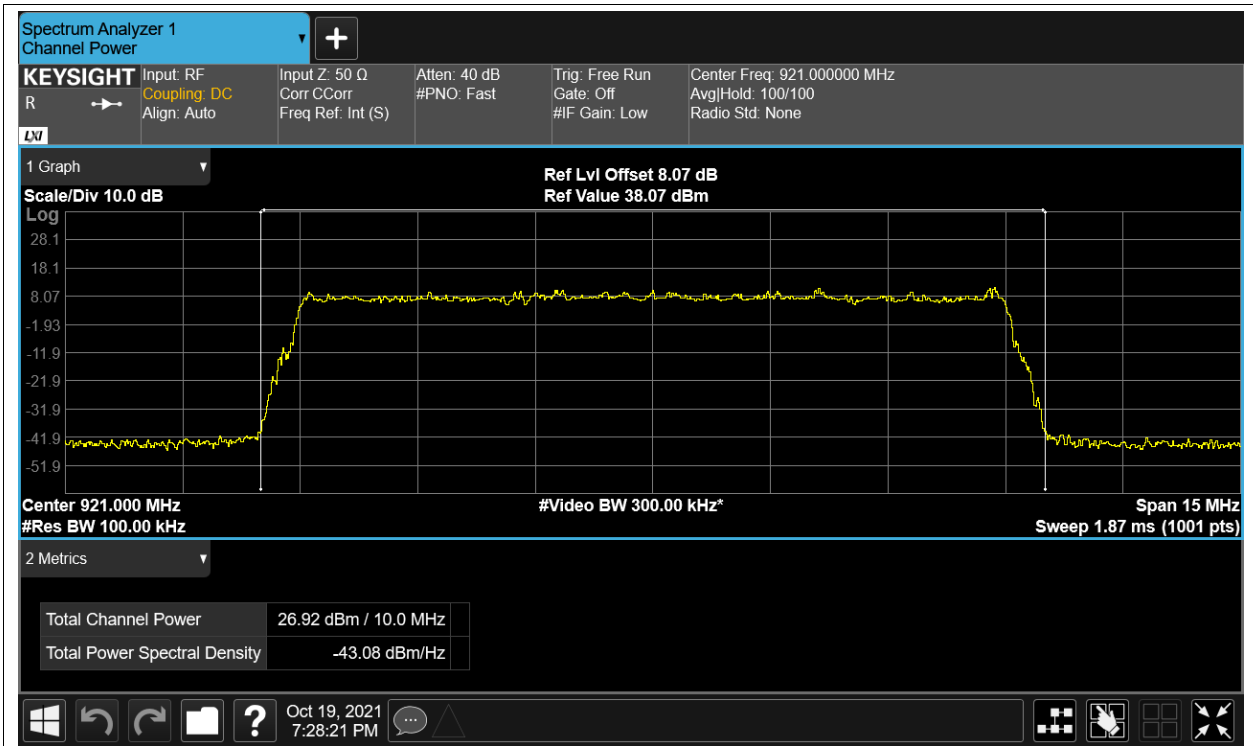 Spectrum Analyzer 1
Channel Power
KEYSIGHT
R
LXI
Input: RF
Coupling: DC
Align: Auto
Input Z: 50 Ω
Corr CCorr
Freq Ref: Int (S)
Atten: 40 dB
#PNO: Fast
Trig: Free Run
Gate: Off
#IF Gain: Low
Center Freq: 921.000000 MHz
Avg|Hold: 100/100
Radio Std: None
1 Graph
Scale/Div 10.0 dB
Ref Lvl Offset 8.07 dB
Ref Value 38.07 dBm
Log
28.1
18.1
8.07
-1.93
-11.9
-21.9
-31.9
-41.9
-51.9
Center 921.000 MHz
#Res BW 100.00 kHz
#Video BW 300.00 kHz*
Span 15 MHz
Sweep 1.87 ms (1001 pts)
2 Metrics
Total Channel Power 26.92 dBm / 10.0 MHz
Total Power Spectral Density -43.08 dBm/Hz
?
Oct 19, 2021
7:28:21 PM